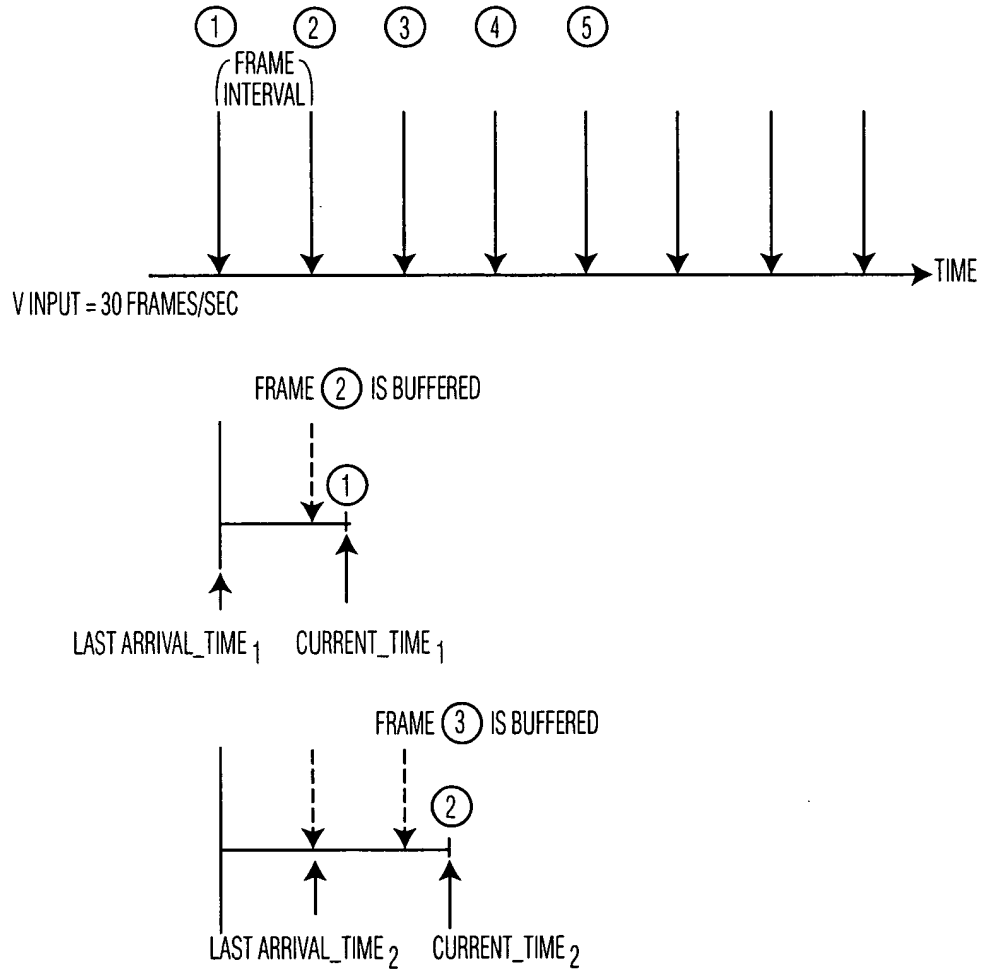 1 2 3 4 5
FRAME
INTERVAL
TIME
V INPUT = 30 FRAMES/SEC
FRAME 2 IS BUFFERED
1
LAST ARRIVAL_TIME 1 CURRENT_TIME 1
FRAME 3 IS BUFFERED
2
LAST ARRIVAL_TIME 2 CURRENT_TIME 2